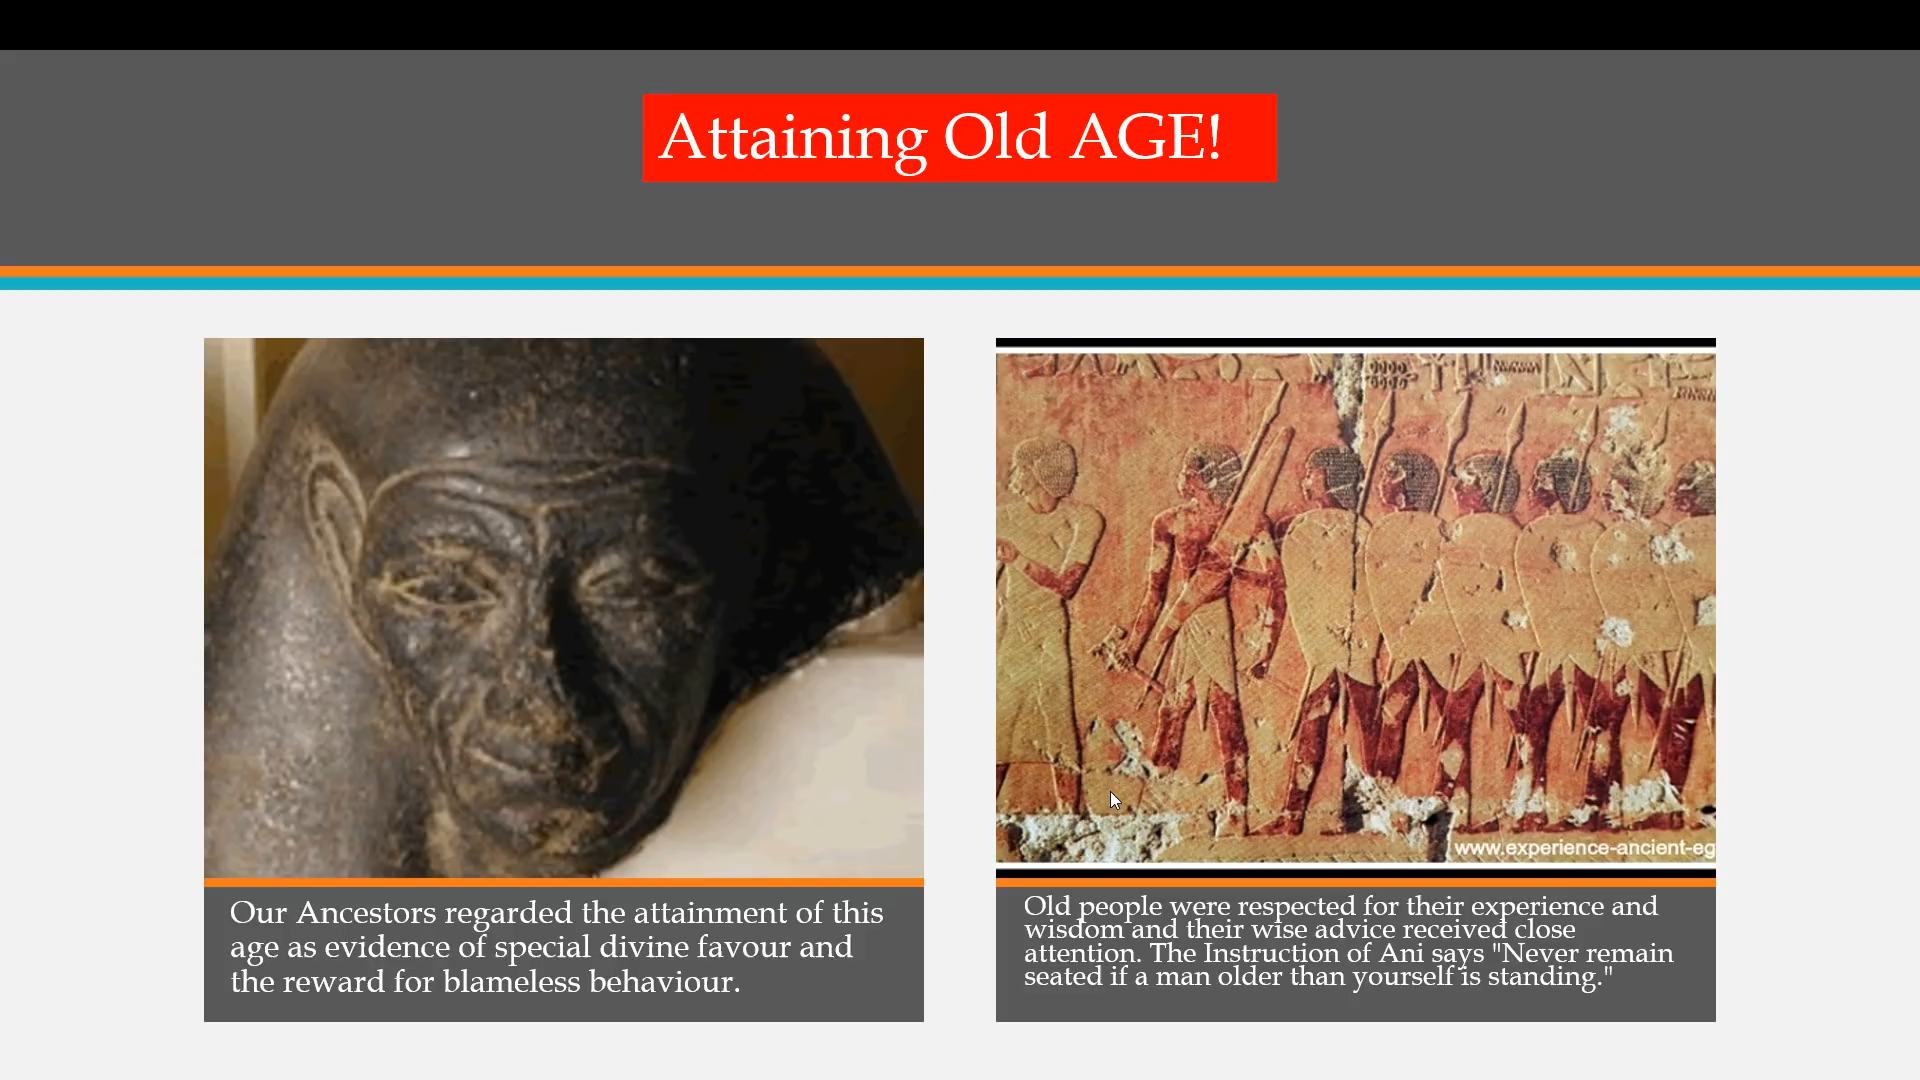 Attaining Old AGE!
www.experience-ancient-eg
Our Ancestors regarded the attainment of this
age as evidence of special divine favour and
the reward for blameless behaviour.
Old people were respected for their experience and
wisdom and their wise advice received close
attention. The Instruction of Ani says "Never remain
seated if a man older than yourself is standing."